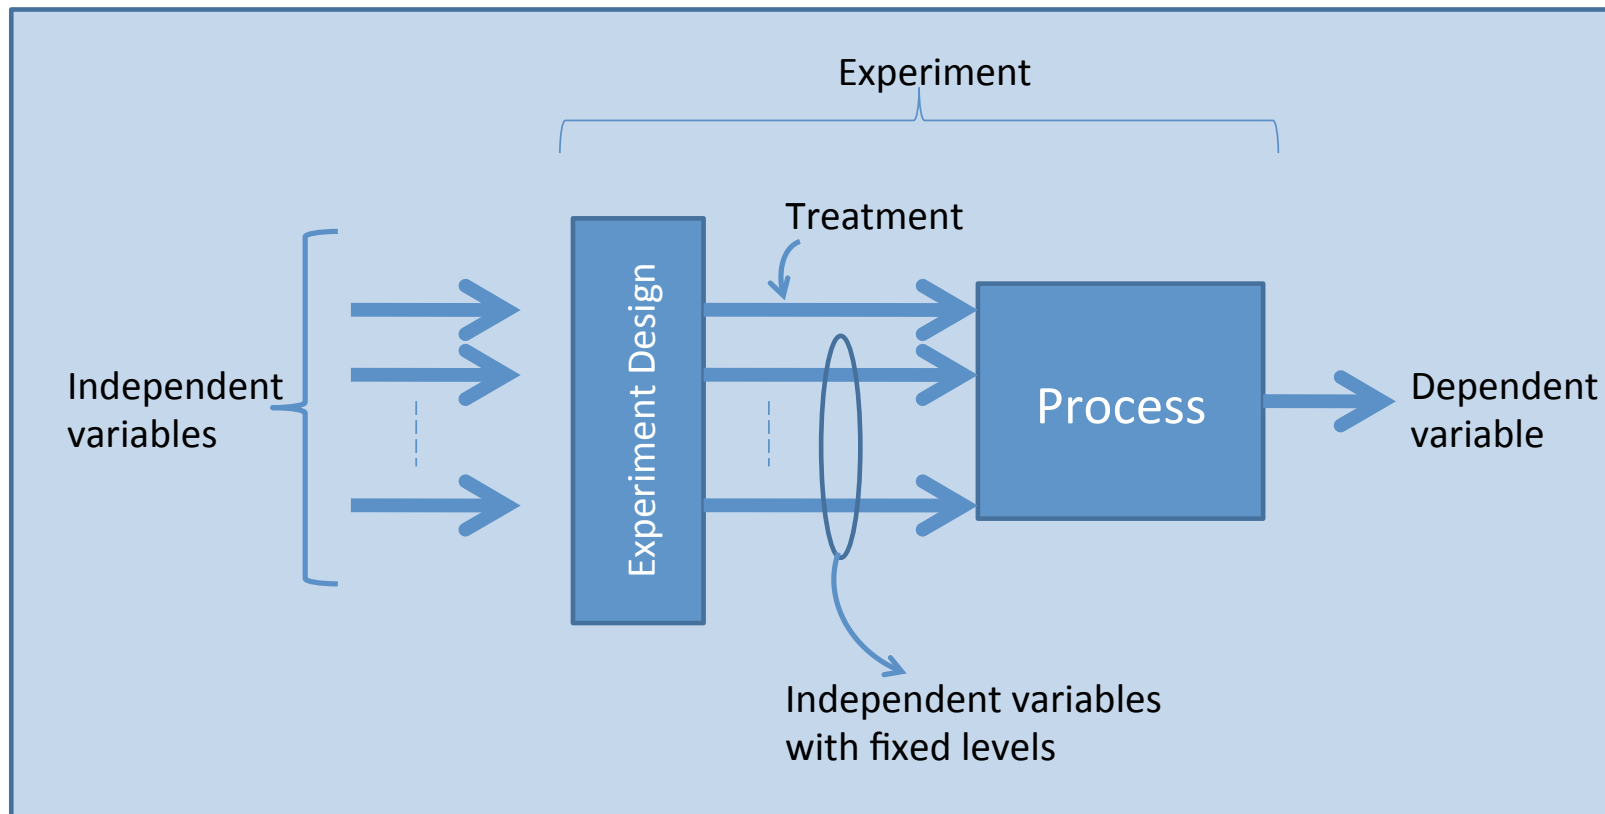 Experiment
Treatment
Experiment Design
Independent
variables
Process
Dependent
variable
Independent variables
with fixed levels